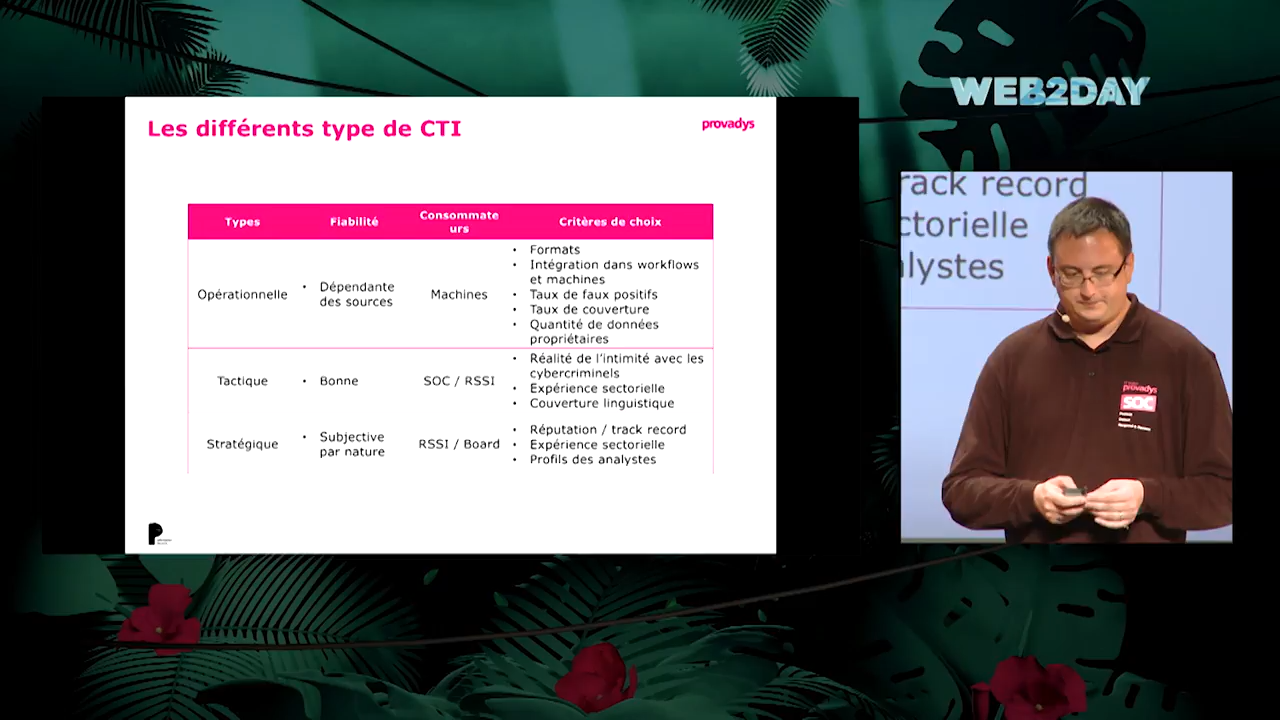 WEB2DAY
Les différents type de CTI
provadys
Types
Fiabilité
Consommate
urs
Critères de choix
Opérationnelle
• Dépendante
des sources
Machines
• Formats
• Intégration dans workflows
et machines
• Taux de faux positifs
• Taux de couverture
• Quantité de données
propriétaires
Tactique
• Bonne
SOC / RSSI
• Réalité de l'intimité avec les
cybercriminels
• Expérience sectorielle
• Couverture linguistique
Stratégique
• Subjective
par nature
RSSI / Board
• Réputation / track record
• Expérience sectorielle
• Profils des analystes
rack record
ctorielle
lystes
provadys
SOC